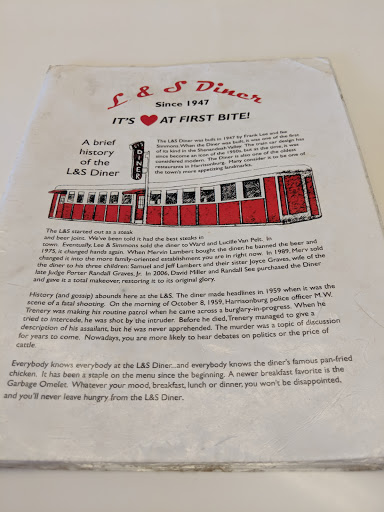 L & S Diner
Since 1947
IT'S ❤ AT FIRST BITE!
A brief
history
of the
L&S Diner
The L&S Diner was built in 1947 by Frank Lee and Ike
Simmons When the Diner was built, it was one of the first
of its kind in the Shenandoah Valley. The train car design has
since become an icon of the 1950s, but at the time, it was
considered modern. The Diner is also one of the oldest
restaurants in Harrisonburg. Many consider it to be one of
the town's more appetizing landmarks.
DINER
The L&S started out as a steak
and beer joint. We've been told it had the best steaks in
town. Eventually, Lee & Simmons sold the diner to Ward and Lucille Van Pelt. In
1975, it changed hands again. When Mervin Lambert bought the diner, he banned the beer and
changed it into the more family-oriented establishment you are in right now. In 1989, Merv sold
the diner to his three children: Samuel and Jeff Lambert and their sister Joyce Graves, wife of the
late Judge Porter Randall Graves, Jr. In 2006, David Miller and Randall See purchased the Diner
and gave it a total makeover, restoring it to its original glory.
History (and gossip) abounds here at the L&S. The diner made headlines in 1959 when it was the
scene of a fatal shooting. On the morning of October 8, 1959, Harrisonburg police officer M.W.
Trenery was making his routine patrol when he came across a burglary-in-progress. When he
tried to intercede, he was shot by the intruder. Before he died, Trenery managed to give a
description of his assailant, but he was never apprehended. The murder was a topic of discussion
for years to come. Nowadays, you are more likely to hear debates on politics or the price of
cattle.
Everybody knows everybody at the L&S Diner...and everybody knows the diner's famous pan-fried
chicken. It has been a staple on the menu since the beginning. A newer breakfast favorite is the
Garbage Omelet. Whatever your mood, breakfast, lunch or dinner, you won't be disappointed,
and you'll never leave hungry from the L&S Diner.